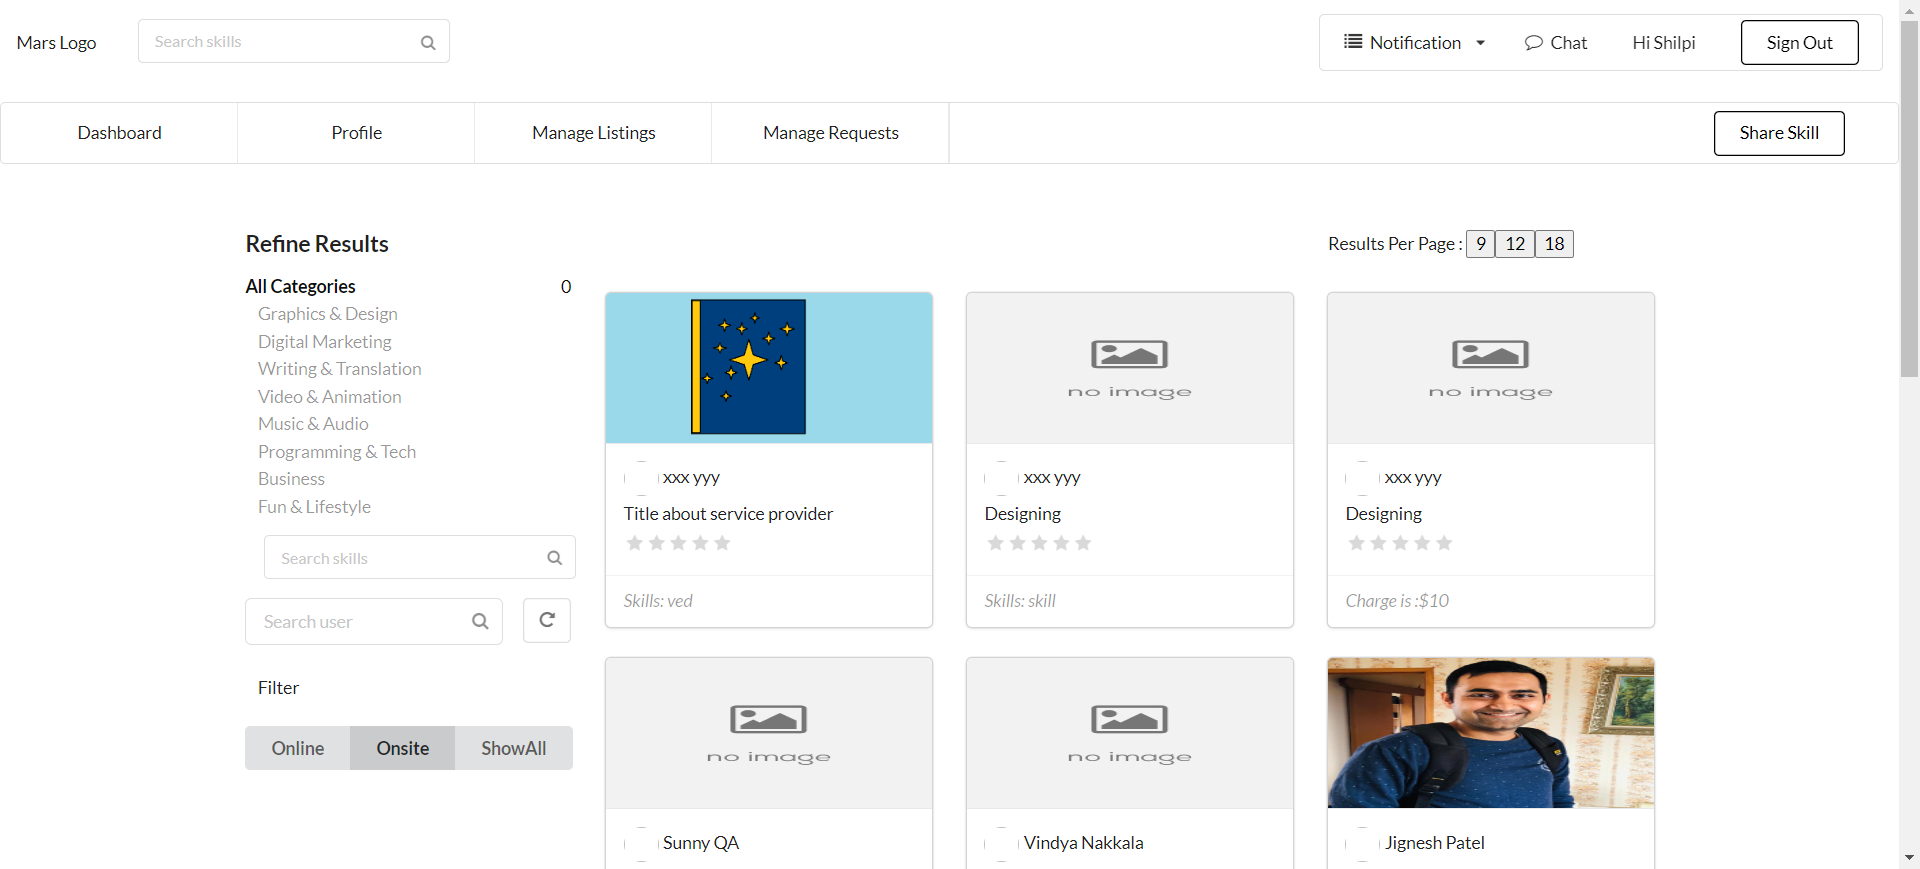 Mars Logo
Search skills
Notification
Chat
Hi Shilpi
Sign Out
Dashboard
Profile
Manage Listings
Manage Requests
Share Skill
Refine Results
Results Per Page : 9 12 18
All Categories 0
Graphics & Design
Digital Marketing
Writing & Translation
Video & Animation
Music & Audio
Programming & Tech
Business
Fun & Lifestyle
Search skills
Search user
Filter
Online
Onsite
ShowAll
xxx yyy
Title about service provider
Skills: ved
no image
xxx yyy
Designing
Skills: skill
no image
xxx yyy
Designing
Charge is :$10
no image
Sunny QA
no image
Vindya Nakkala
Jignesh Patel